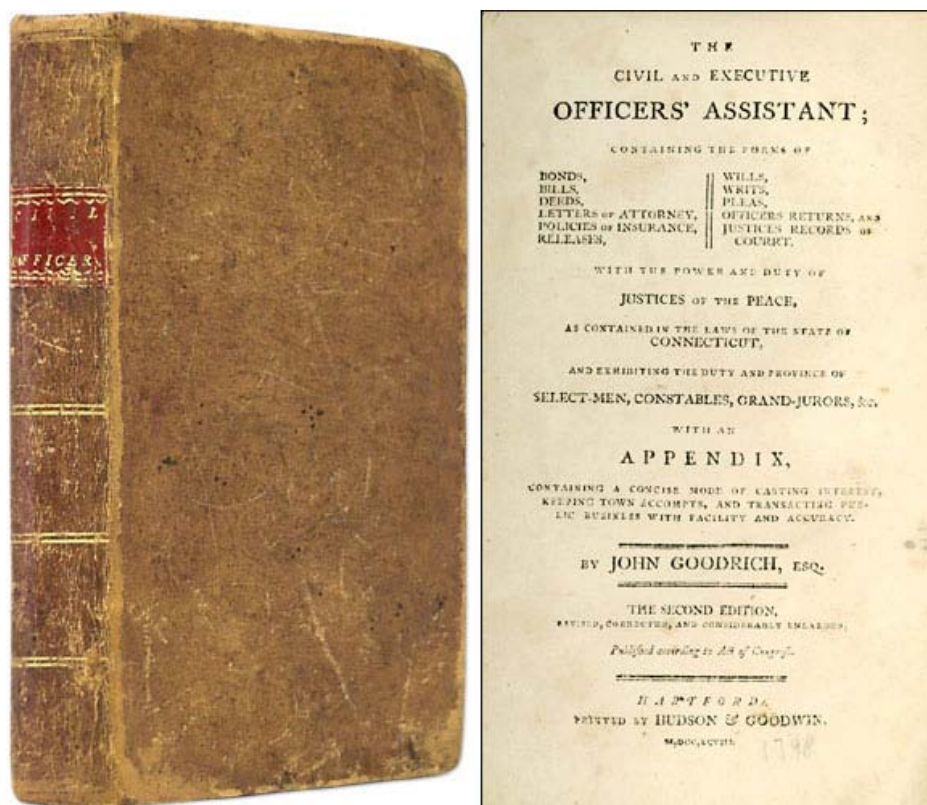 CIVIL
OFFICER
THE
CIVIL AND EXECUTIVE
OFFICERS' ASSISTANT;
CONTAINING THE FORMS OF
BONDS,
BILLS,
DEEDS,
LETTERS OF ATTORNEY,
POLICIES OF INSURANCE,
RELEASES,
WILLS,
WRITS,
PLEAS,
OFFICERS RETURNS, AND
JUSTICES RECORDS OF
COURRT.
WITH THE POWER AND DUTY OF
JUSTICES OF THE PEACE,
AS CONTAINED IN THE LAWS OF THE STATE OF
CONNECTICUT,
AND EXHIBITING THE DUTY AND PROVINCE OF
SELECT-MEN, CONSTABLES, GRAND-JURORS, &c.
WITH AN
APPENDIX,
CONTAINING A CONCISE MODE OF CASTING INTEREST,
KEEPING TOWN ACCOMPTS, AND TRANSACTING PUB-
LIC BUSINESS WITH FACILITY AND ACCURACY.
BY JOHN GOODRICH, ESQ.
THE SECOND EDITION,
REVISED, CORRECTED, AND CONSIDERABLY ENLARGED.
Published according to Act of Congress.
HARTFORD:
PRINTED BY HUDSON & GOODWIN.
M,DCC,XCVIII.
1798